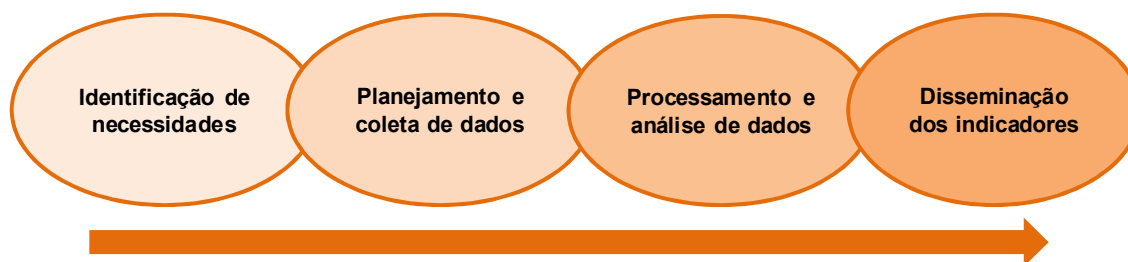 Identificação de
necessidades
Planejamento e
coleta de dados
Processamento e
análise de dados
Disseminação
dos indicadores